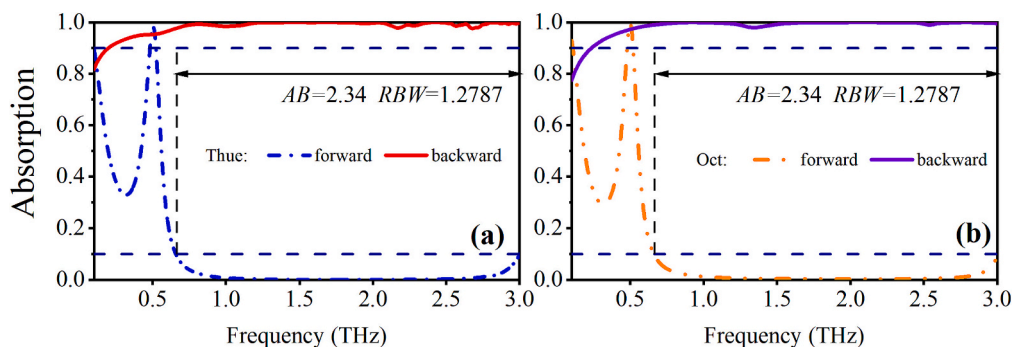 1.0
0.8
0.6
0.4
0.2
0.0
Absorption
AB=2.34 RBW=1.2787
Thue: forward backward
(a)
0.5 1.0 1.5 2.0 2.5 3.0
Frequency (THz)
1.0
0.8
0.6
0.4
0.2
0.0
AB=2.34 RBW=1.2787
Oct: forward backward
(b)
0.5 1.0 1.5 2.0 2.5 3.0
Frequency (THz)